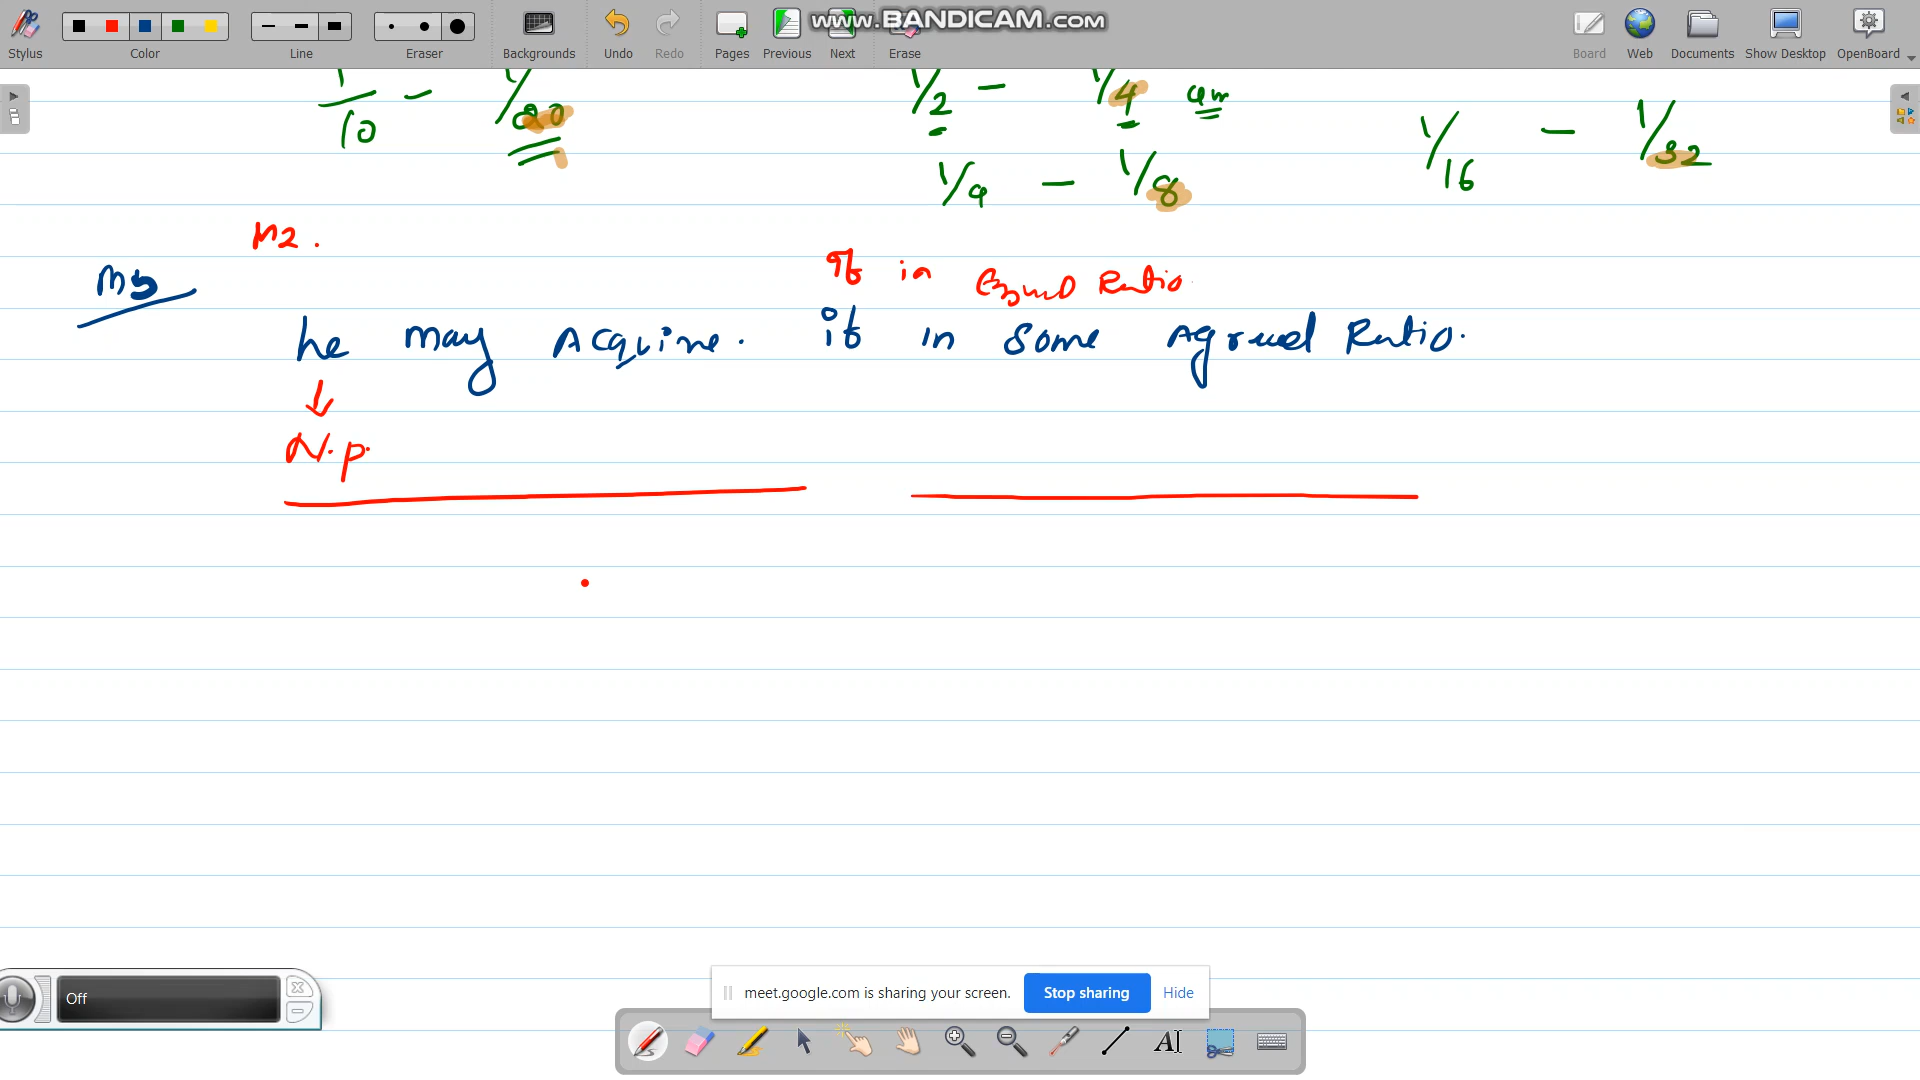 www.BANDICAM.com
Stylus Color Line Eraser Backgrounds Undo Redo Pages Previous Next Erase Board Web Documents Show Desktop OpenBoard
1/10 - 1/20
1/2 - 1/4
1/4 - 1/8
1/16 - 1/32
M2.
M3
It in Equal Ratio.
he may Acquire. it in Some Agreed Ratio.
N.p.
Off
meet.google.com is sharing your screen. Stop sharing Hide